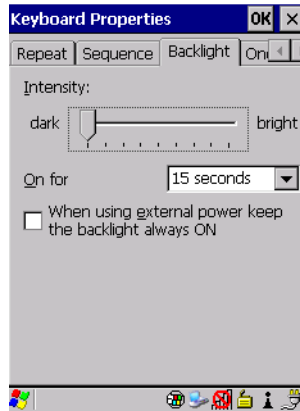 Keyboard Properties OK
Repeat Sequence Backlight
Intensity:
dark bright
On for 15 seconds
When using external power keep
the backlight always ON